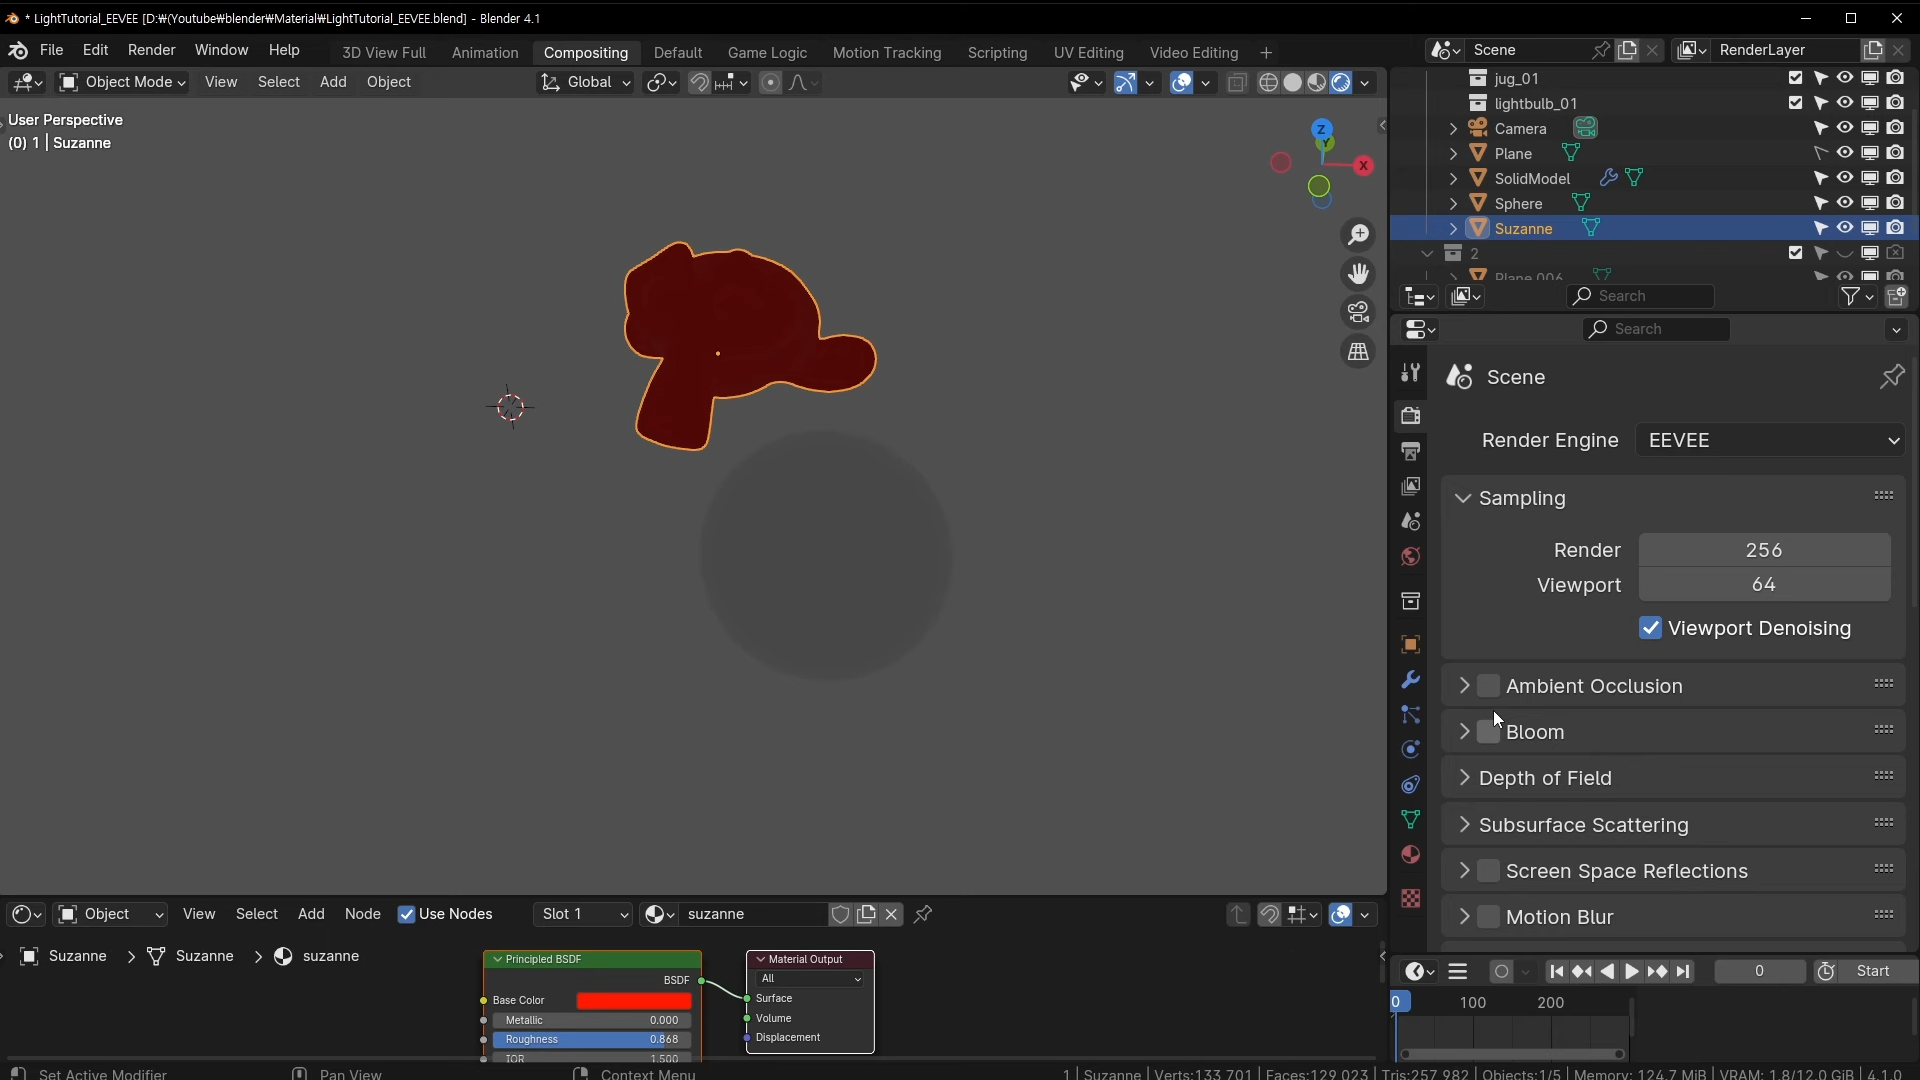 * LightTutorial_EEVEE [D:₩(Youtube₩blender₩Material₩LightTutorial_EEVEE.blend] - Blender 4.1
File Edit Render Window Help
3D View Full Animation Compositing Default Game Logic Motion Tracking Scripting UV Editing Video Editing +
Scene
RenderLayer
Object Mode View Select Add Object
Global
User Perspective
(0) 1 | Suzanne
Z
Y
X
jug_01
lightbulb_01
Camera
Plane
SolidModel
Sphere
Suzanne
2
Plane.006
Search
Search
Scene
Render Engine EEVEE
Sampling
Render 256
Viewport 64
Viewport Denoising
Ambient Occlusion
Bloom
Depth of Field
Subsurface Scattering
Screen Space Reflections
Motion Blur
Object View Select Add Node Use Nodes Slot 1 suzanne
Suzanne > Suzanne > suzanne
Principled BSDF
BSDF
Base Color
Metallic 0.000
Roughness 0.868
IOR 1.500
Material Output
All
Surface
Volume
Displacement
0 Start
0 100 200
Set Active Modifier Pan View Context Menu
1 | Suzanne | Verts:133,701 | Faces:129,023 | Tris:257,982 | Objects:1/5 | Memory: 124.7 MiB | VRAM: 1.8/12.0 GiB | 4.1.0